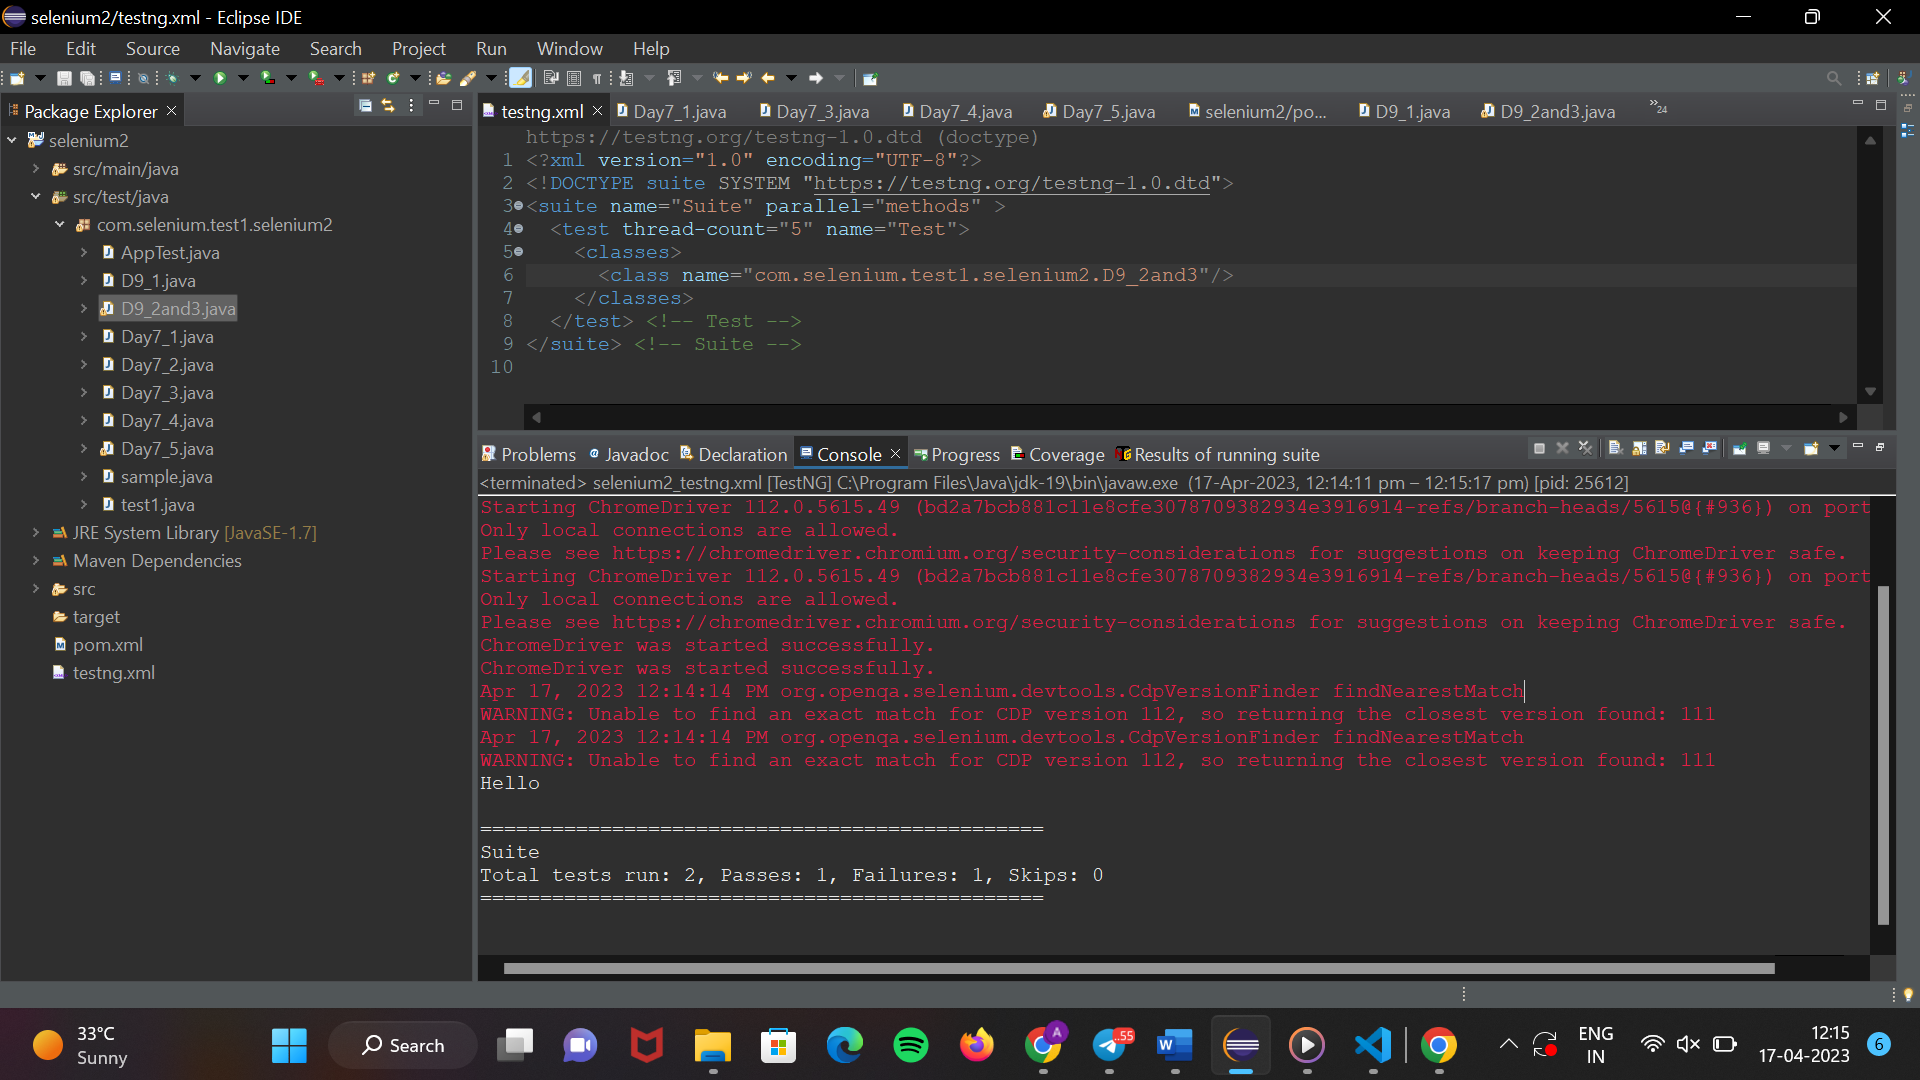 selenium2/testng.xml - Eclipse IDE
File Edit Source Navigate Search Project Run Window Help
Package Explorer
selenium2
src/main/java
src/test/java
com.selenium.test1.selenium2
AppTest.java
D9_1.java
D9_2and3.java
Day7_1.java
Day7_2.java
Day7_3.java
Day7_4.java
Day7_5.java
sample.java
test1.java
JRE System Library [JavaSE-1.7]
Maven Dependencies
src
target
pom.xml
testng.xml
testng.xml Day7_1.java Day7_3.java Day7_4.java Day7_5.java selenium2/po... D9_1.java D9_2and3.java »24
https://testng.org/testng-1.0.dtd (doctype)
1 <?xml version="1.0" encoding="UTF-8"?>
2 <!DOCTYPE suite SYSTEM "https://testng.org/testng-1.0.dtd">
3 <suite name="Suite" parallel="methods" >
4 <test thread-count="5" name="Test">
5 <classes>
6 <class name="com.selenium.test1.selenium2.D9_2and3"/>
7 </classes>
8 </test> <!-- Test -->
9 </suite> <!-- Suite -->
10
Problems @ Javadoc Declaration Console Progress Coverage Results of running suite
<terminated> selenium2_testng.xml [TestNG] C:\Program Files\Java\jdk-19\bin\javaw.exe (17-Apr-2023, 12:14:11 pm – 12:15:17 pm) [pid: 25612]
Starting ChromeDriver 112.0.5615.49 (bd2a7bcb881c11e8cfe3078709382934e3916914-refs/branch-heads/5615@{#936}) on port
Only local connections are allowed.
Please see https://chromedriver.chromium.org/security-considerations for suggestions on keeping ChromeDriver safe.
Starting ChromeDriver 112.0.5615.49 (bd2a7bcb881c11e8cfe3078709382934e3916914-refs/branch-heads/5615@{#936}) on port
Only local connections are allowed.
Please see https://chromedriver.chromium.org/security-considerations for suggestions on keeping ChromeDriver safe.
ChromeDriver was started successfully.
ChromeDriver was started successfully.
Apr 17, 2023 12:14:14 PM org.openqa.selenium.devtools.CdpVersionFinder findNearestMatch
WARNING: Unable to find an exact match for CDP version 112, so returning the closest version found: 111
Apr 17, 2023 12:14:14 PM org.openqa.selenium.devtools.CdpVersionFinder findNearestMatch
WARNING: Unable to find an exact match for CDP version 112, so returning the closest version found: 111
Hello
===============================================
Suite
Total tests run: 2, Passes: 1, Failures: 1, Skips: 0
===============================================
33°C
Sunny
Search
A
55
ENG
IN
12:15
17-04-2023
6